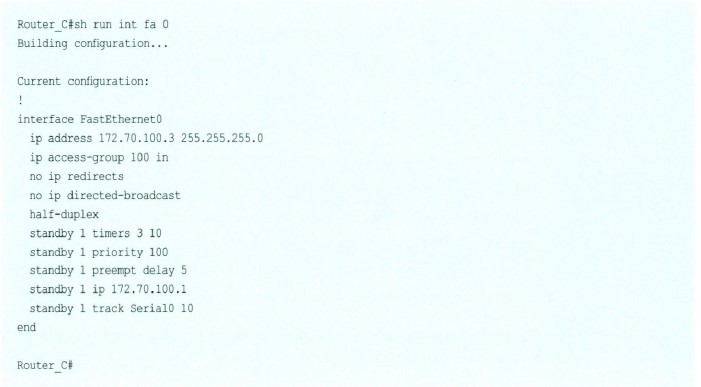 Router_C#sh run int fa 0
Building configuration...
Current configuration:
!
interface FastEthernet0
ip address 172.70.100.3 255.255.255.0
ip access-group 100 in
no ip redirects
no ip directed-broadcast
half-duplex
standby 1 timers 3 10
standby 1 priority 100
standby 1 preempt delay 5
standby 1 ip 172.70.100.1
standby 1 track Serial0 10
end
Router_C#